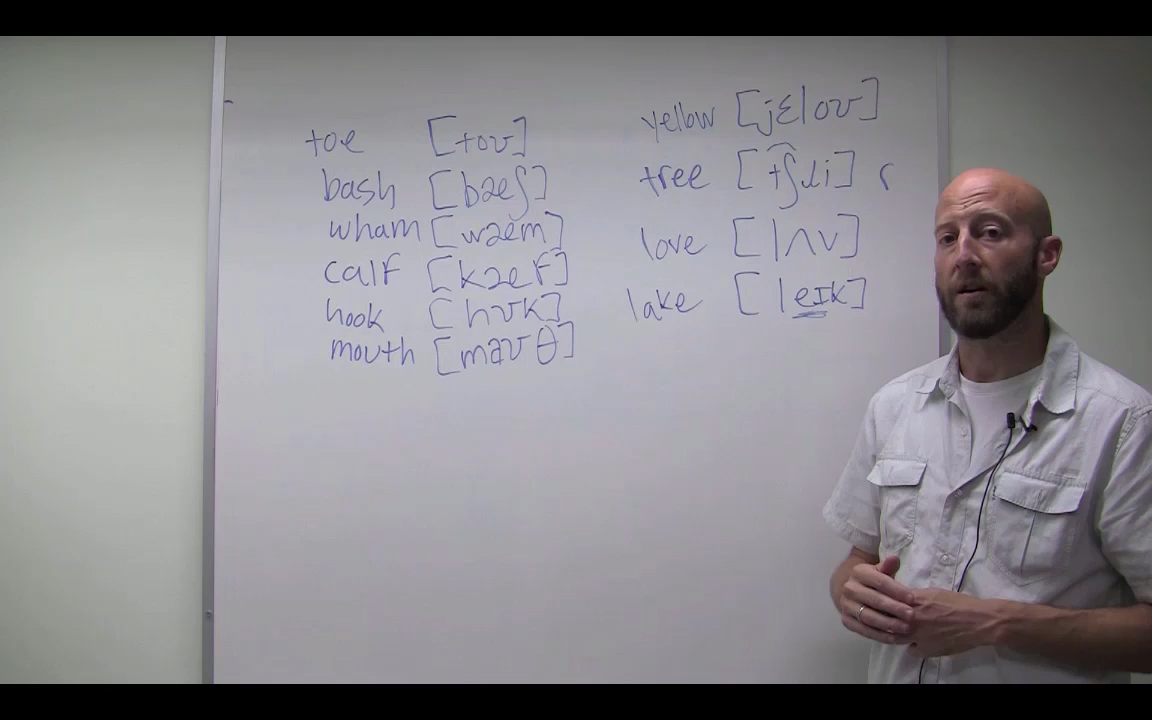 toe [toʊ]
bash [bæʃ]
wham [wæm]
calf [kæf]
hook [hʊk]
mouth [maʊθ]
yellow [jɛloʊ]
tree [t͡ʃɹi] r
love [lʌv]
lake [leɪk]